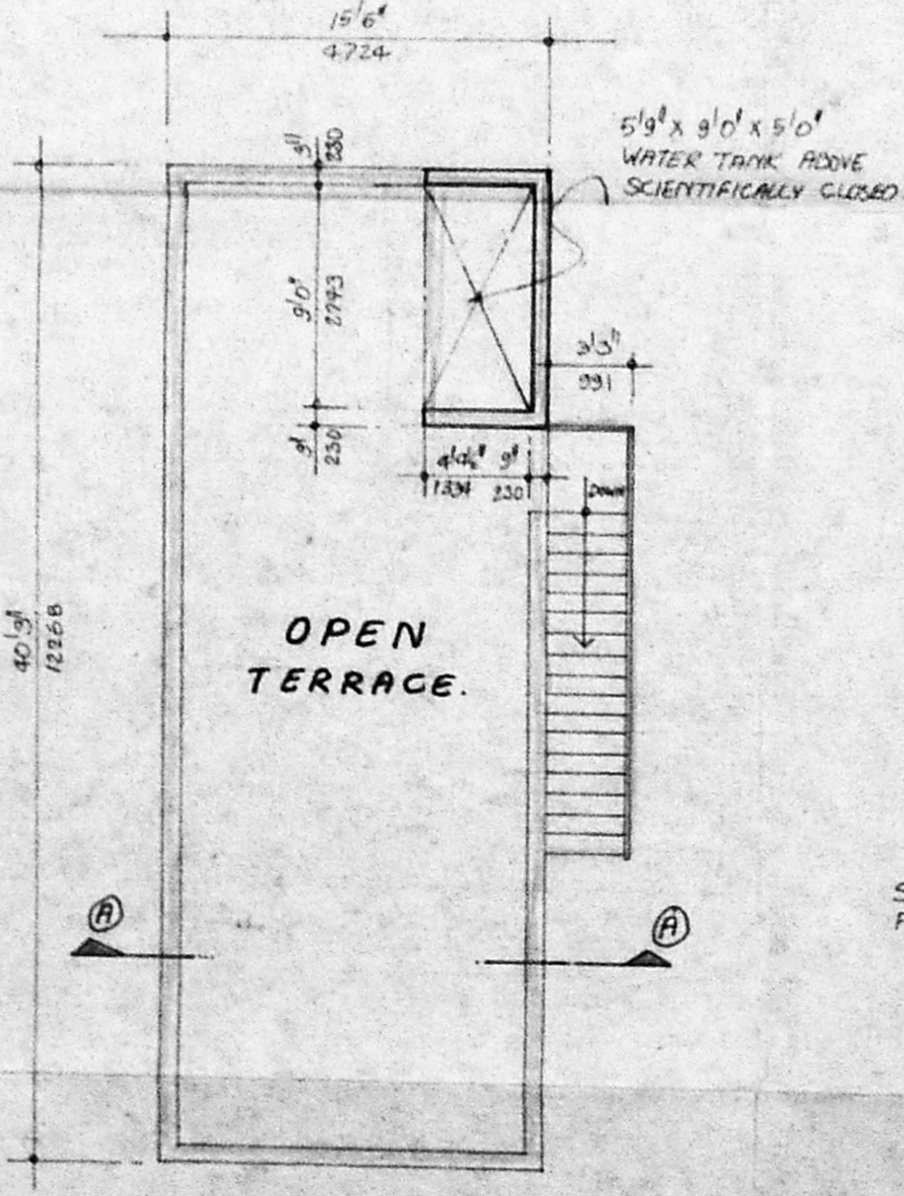 15'6"
4724
5'9" X 9'0" X 5'0"
WATER TANK ABOVE
SCIENTIFICALLY CLOSED
9"
230
9'0"
2743
3'3"
991
9"
230
4'4½" 9"
1334 230
DOWN
40'3"
12268
OPEN
TERRACE.
A
A